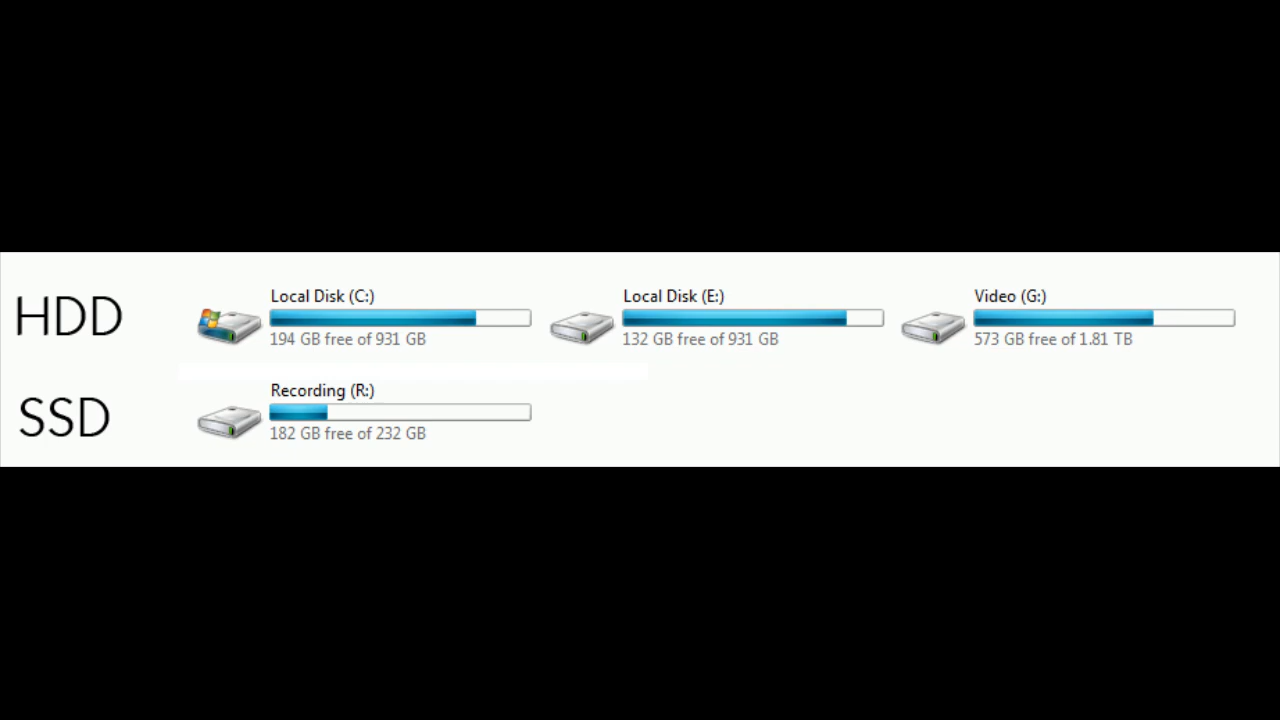 HDD
Local Disk (C:)
194 GB free of 931 GB
Local Disk (E:)
132 GB free of 931 GB
Video (G:)
573 GB free of 1.81 TB
SSD
Recording (R:)
182 GB free of 232 GB